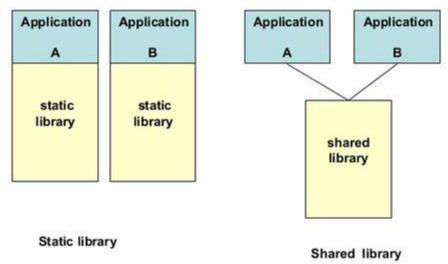 Application
A
static
library
Application
B
static
library
Static library
Application
A
Application
B
shared
library
Shared library